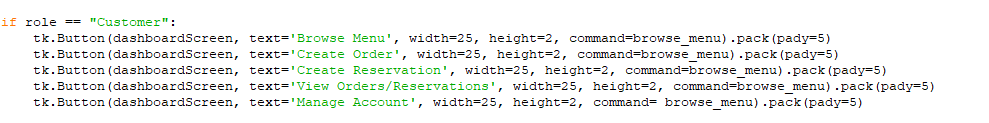 if role == "Customer":
    tk.Button(dashboardScreen, text='Browse Menu', width=25, height=2, command=browse_menu).pack(pady=5)
    tk.Button(dashboardScreen, text='Create Order', width=25, height=2, command=browse_menu).pack(pady=5)
    tk.Button(dashboardScreen, text='Create Reservation', width=25, height=2, command=browse_menu).pack(pady=5)
    tk.Button(dashboardScreen, text='View Orders/Reservations', width=25, height=2, command=browse_menu).pack(pady=5)
    tk.Button(dashboardScreen, text='Manage Account', width=25, height=2, command= browse_menu).pack(pady=5)